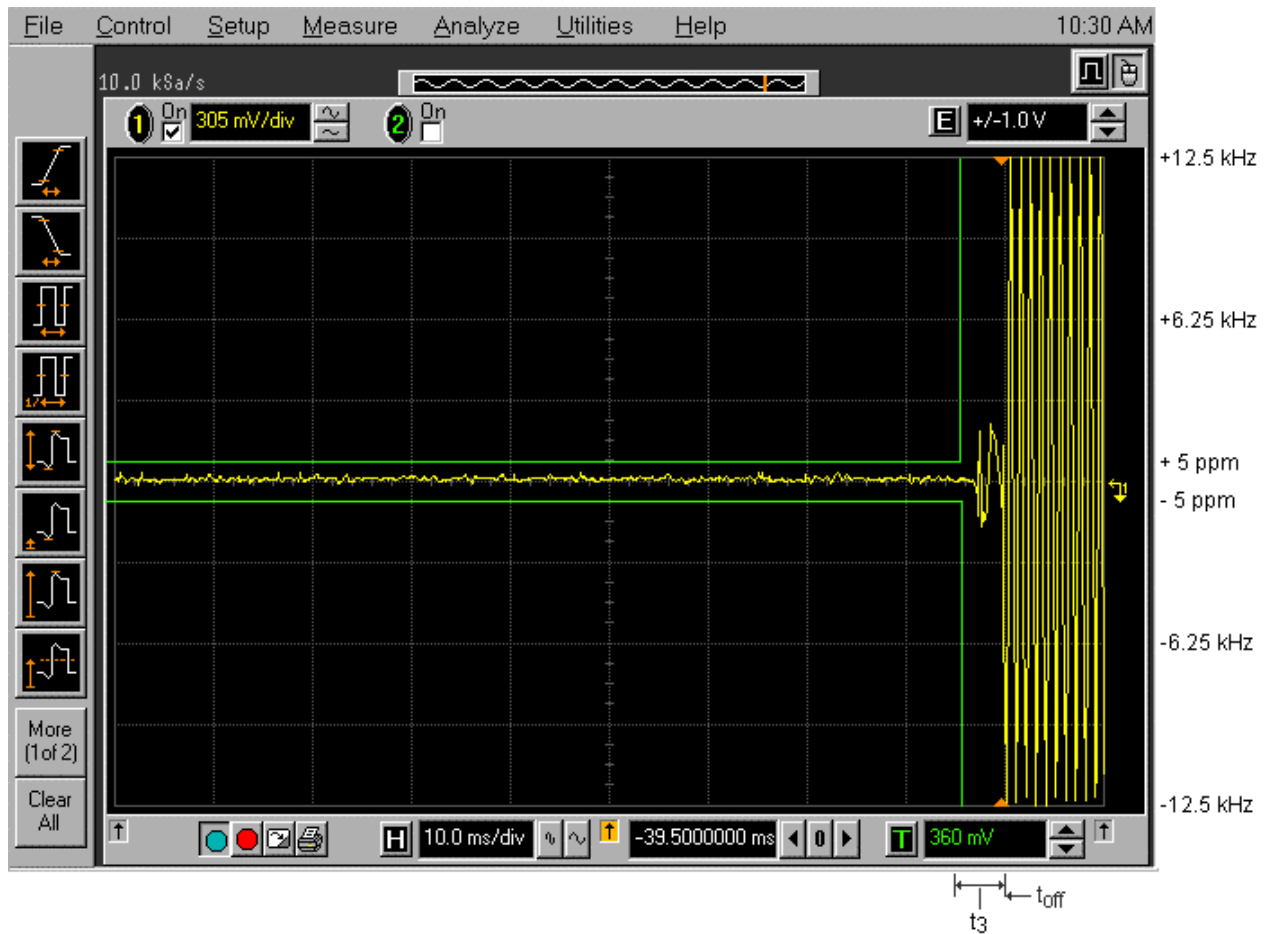 File Control Setup Measure Analyze Utilities Help 10:30 AM
10.0 kSa/s
1 On 305 mV/div 2 On E +/-1.0 V
+12.5 kHz
+6.25 kHz
1/
+ 5 ppm
1
- 5 ppm
-6.25 kHz
More
(1of 2)
Clear
All
-12.5 kHz
H 10.0 ms/div -39.5000000 ms 0 T 360 mV
toff
t3